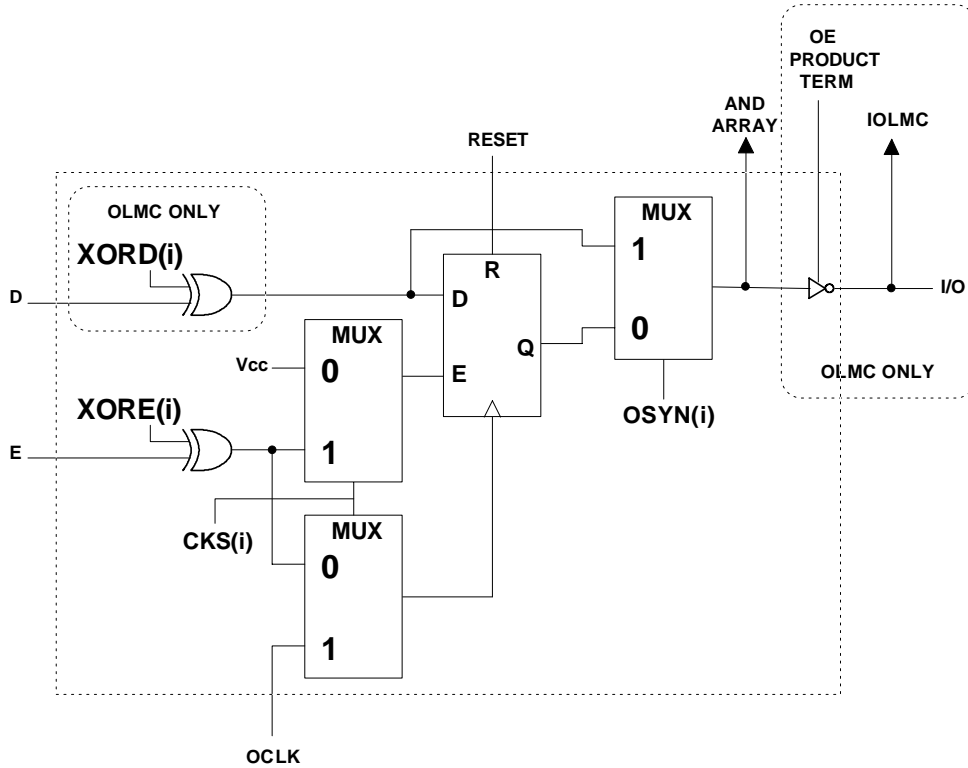 OE
PRODUCT
TERM
AND
ARRAY
IOLMC
RESET
OLMC ONLY
MUX
XORD(i)
1
R
D
D
I/O
MUX
0
Q
Vcc
0
E
OLMC ONLY
XORE(i)
OSYN(i)
E
1
MUX
CKS(i)
0
1
OCLK